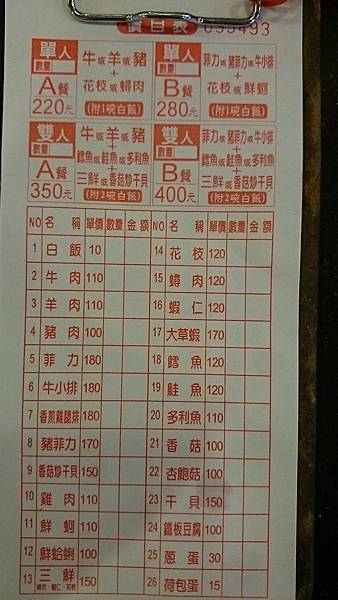 價目表 099493
單人
數量
A餐
220元
牛或羊或豬
+
花枝或蟳肉
(附1碗白飯)
單人
數量
B餐
280元
菲力或豬菲力或牛小排
+
花枝或鮮蚵
(附1碗白飯)
雙人
數量
A餐
350元
牛或羊或豬
+
鱈魚或鮭魚或多利魚
+
三鮮或香菇炒干貝
(附2碗白飯)
雙人
數量
B餐
400元
菲力或豬菲力或牛小排
+
鱈魚或鮭魚或多利魚
+
三鮮或香菇炒干貝
(附2碗白飯)
NO 名稱 單價 數量 金額 NO 名稱 單價 數量 金額
1 白飯 10 14 花枝 120
2 牛肉 110 15 蟳肉 120
3 羊肉 110 16 蝦仁 120
4 豬肉 100 17 大草蝦 170
5 菲力 180 18 鱈魚 120
6 牛小排 180 19 鮭魚 120
7 香煎雞腿排 180 20 多利魚 110
8 豬菲力 170 21 香菇 100
9 香菇炒干貝 150 22 杏鮑菇 100
10 雞肉 110 23 干貝 150
11 鮮蚵 110 24 鐵板豆腐 100
12 鮮蛤蜊 100 25 蔥蛋 30
13 三鮮 150 26 荷包蛋 15